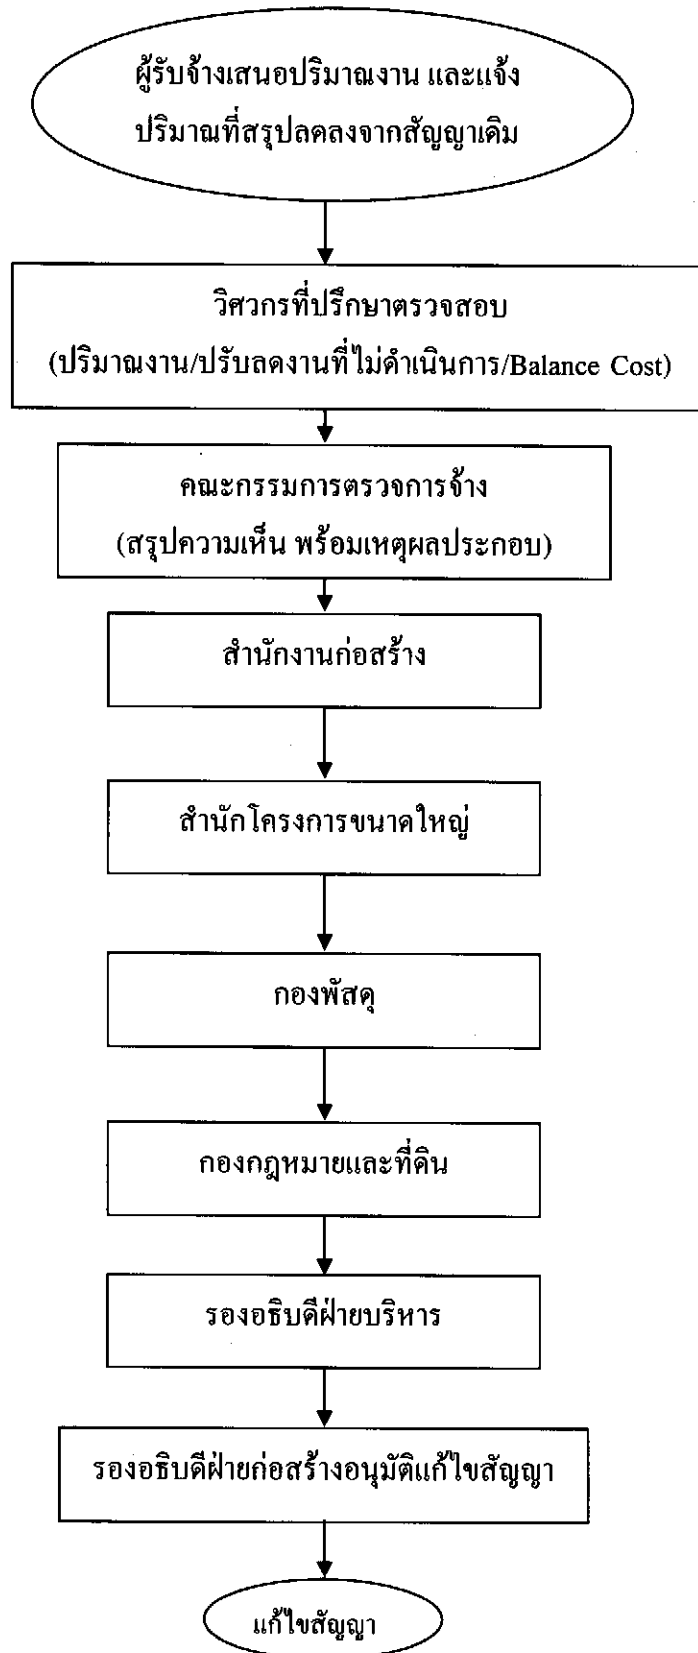 ผู้รับจ้างเสนอปริมาณงาน และแจ้ง
ปริมาณที่สรุปลดลงจากสัญญาเดิม
วิศวกรที่ปรึกษาตรวจสอบ
(ปริมาณงาน/ปรับลดงานที่ไม่ดำเนินการ/Balance Cost)
คณะกรรมการตรวจการจ้าง
(สรุปความเห็น พร้อมเหตุผลประกอบ)
สำนักงานก่อสร้าง
สำนักโครงการขนาดใหญ่
กองพัสดุ
กองกฎหมายและที่ดิน
รองอธิบดีฝ่ายบริหาร
รองอธิบดีฝ่ายก่อสร้างอนุมัติแก้ไขสัญญา
แก้ไขสัญญา